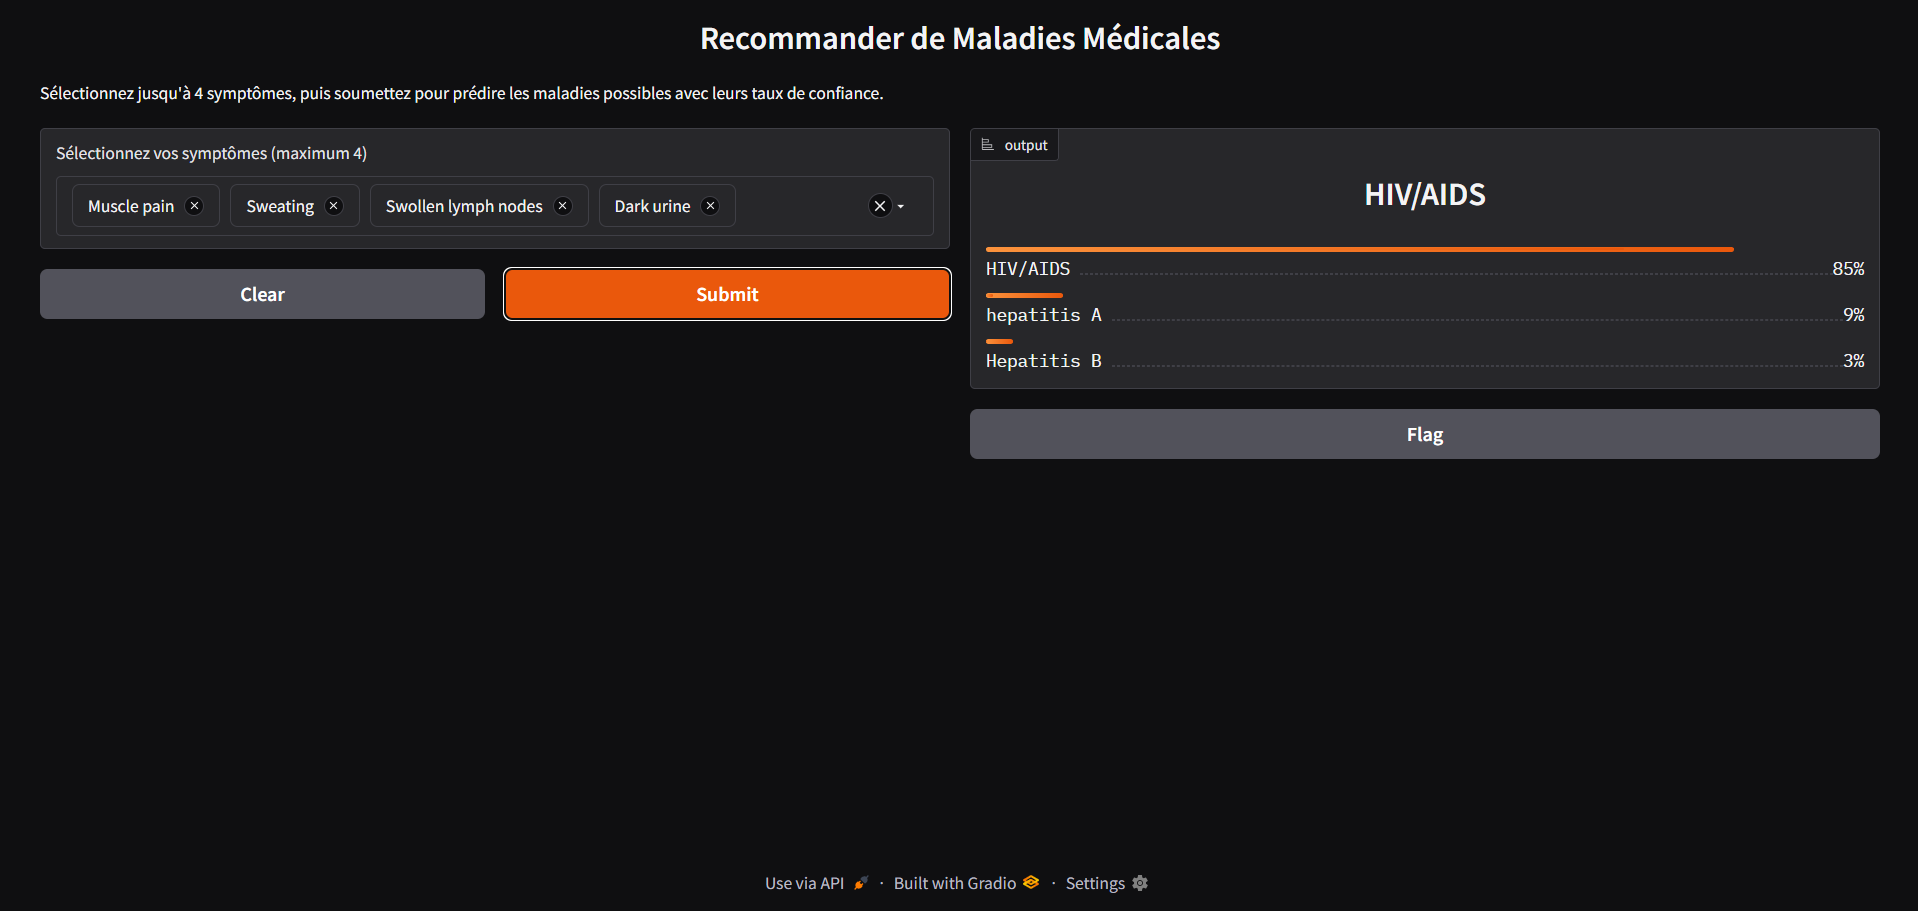 Recommander de Maladies Médicales
Sélectionnez jusqu'à 4 symptômes, puis soumettez pour prédire les maladies possibles avec leurs taux de confiance.
Sélectionnez vos symptômes (maximum 4)
Muscle pain Sweating Swollen lymph nodes Dark urine
Clear Submit
output
HIV/AIDS
HIV/AIDS 85%
hepatitis A 9%
Hepatitis B 3%
Flag
Use via API · Built with Gradio · Settings